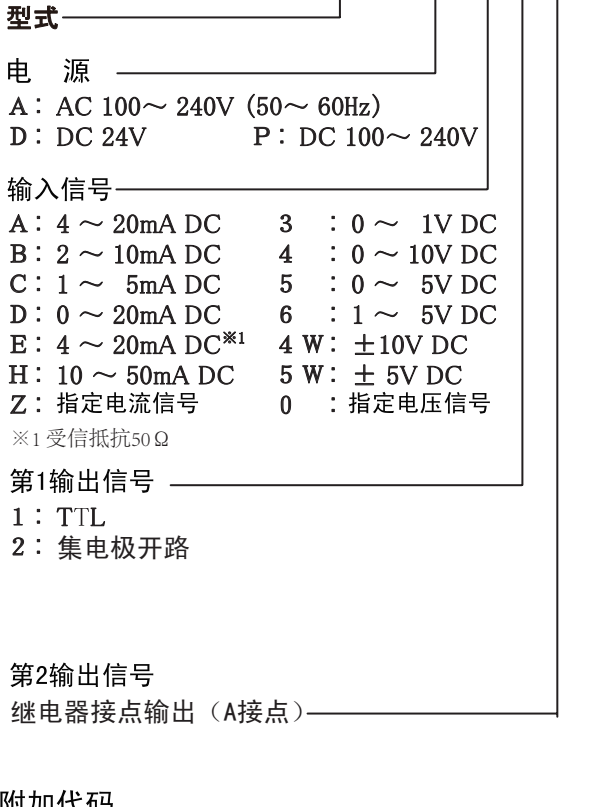 型式
电 源
A： AC 100～ 240V (50～ 60Hz)
D： DC 24V P： DC 100～ 240V
输入信号
A： 4 ～ 20mA DC 3 ：0 ～ 1V DC
B： 2 ～ 10mA DC 4 ：0 ～ 10V DC
C： 1 ～ 5mA DC 5 ：0 ～ 5V DC
D： 0 ～ 20mA DC 6 ：1 ～ 5V DC
E： 4 ～ 20mA DC※1 4 W： ±10V DC
H： 10 ～ 50mA DC 5 W： ± 5V DC
Z： 指定电流信号 0 ：指定电压信号
※1 受信抵抗50Ω
第1输出信号
1： TTL
2： 集电极开路
第2输出信号
继电器接点输出（A接点）
附加代码